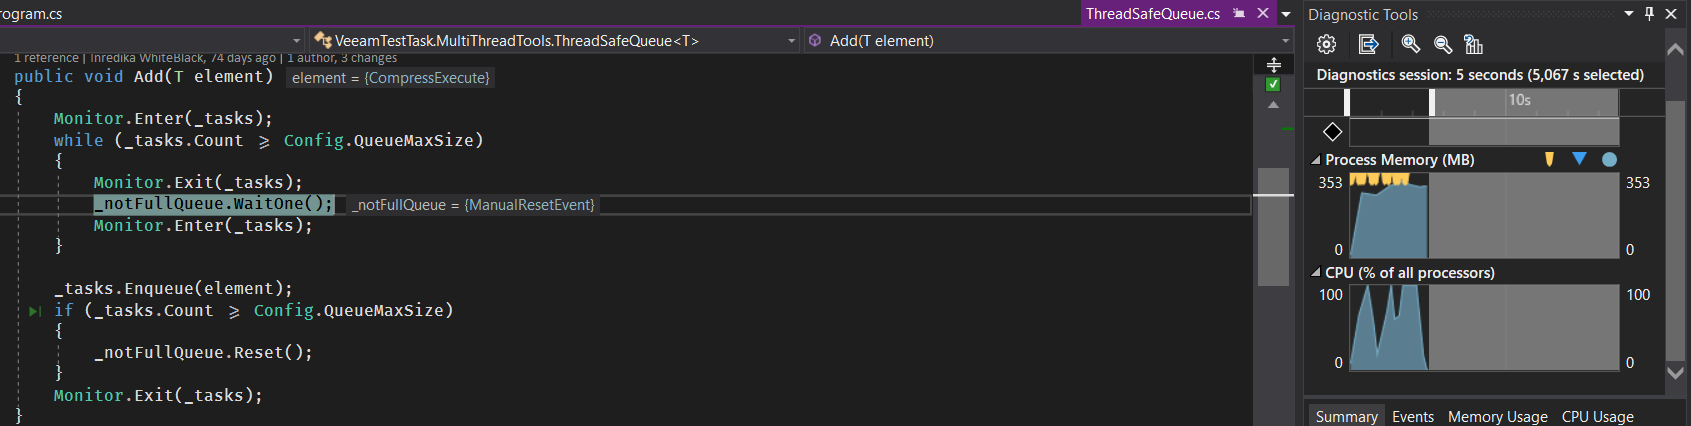 rogram.cs
ThreadSafeQueue.cs
VeeamTestTask.MultiThreadTools.ThreadSafeQueue<T>
Add(T element)
1 reference | Inredika WhiteBlack, 74 days ago | 1 author, 3 changes
public void Add(T element) element = {CompressExecute}
{
Monitor.Enter(_tasks);
while (_tasks.Count ⩾ Config.QueueMaxSize)
{
Monitor.Exit(_tasks);
_notFullQueue.WaitOne(); _notFullQueue = {ManualResetEvent}
Monitor.Enter(_tasks);
}
_tasks.Enqueue(element);
if (_tasks.Count ⩾ Config.QueueMaxSize)
{
_notFullQueue.Reset();
}
Monitor.Exit(_tasks);
}
Diagnostic Tools
Diagnostics session: 5 seconds (5,067 s selected)
10s
Process Memory (MB)
353 353
0 0
CPU (% of all processors)
100 100
0 0
Summary Events Memory Usage CPU Usage